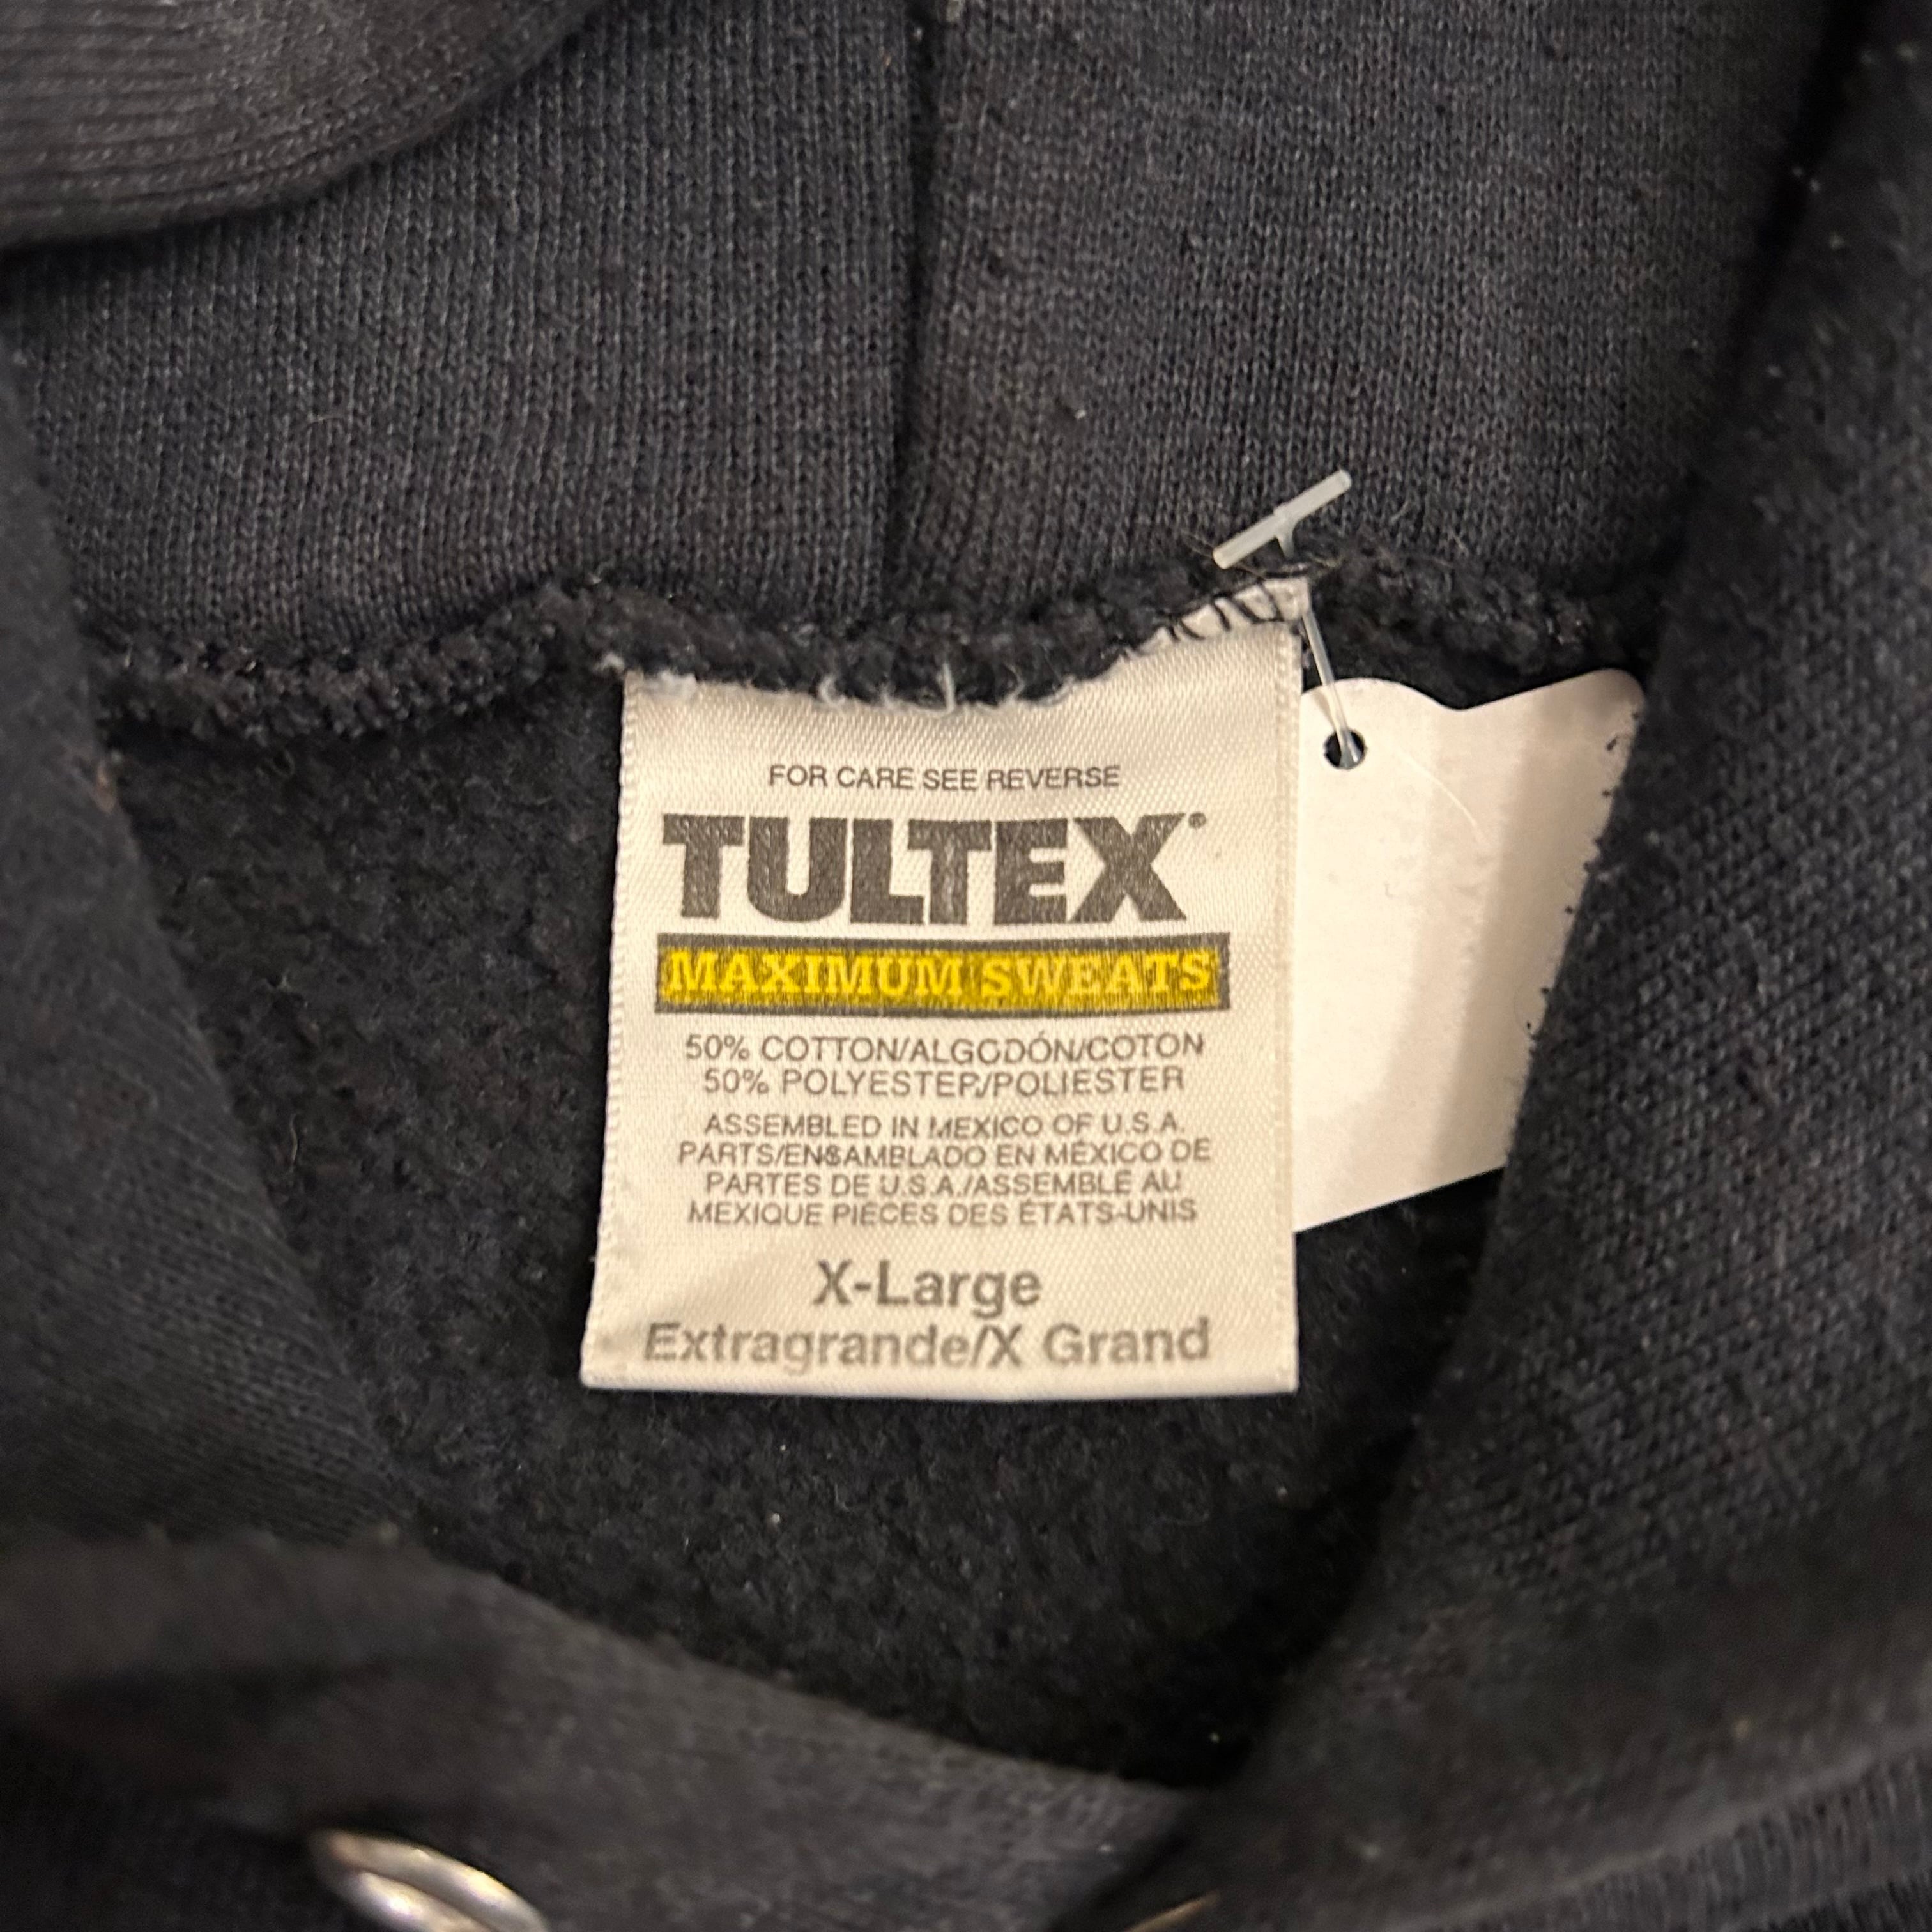 FOR CARE SEE REVERSE
TULTEX®
MAXIMUM SWEATS
50% COTTON/ALGODÓN/COTON
50% POLYESTER/POLIESTER
ASSEMBLED IN MEXICO OF U.S.A.
PARTS/ENSAMBLADO EN MÉXICO DE
PARTES DE U.S.A./ASSEMBLÉ AU
MEXIQUE PIÈCES DES ÉTATS-UNIS
X-Large
Extragrande/X Grand